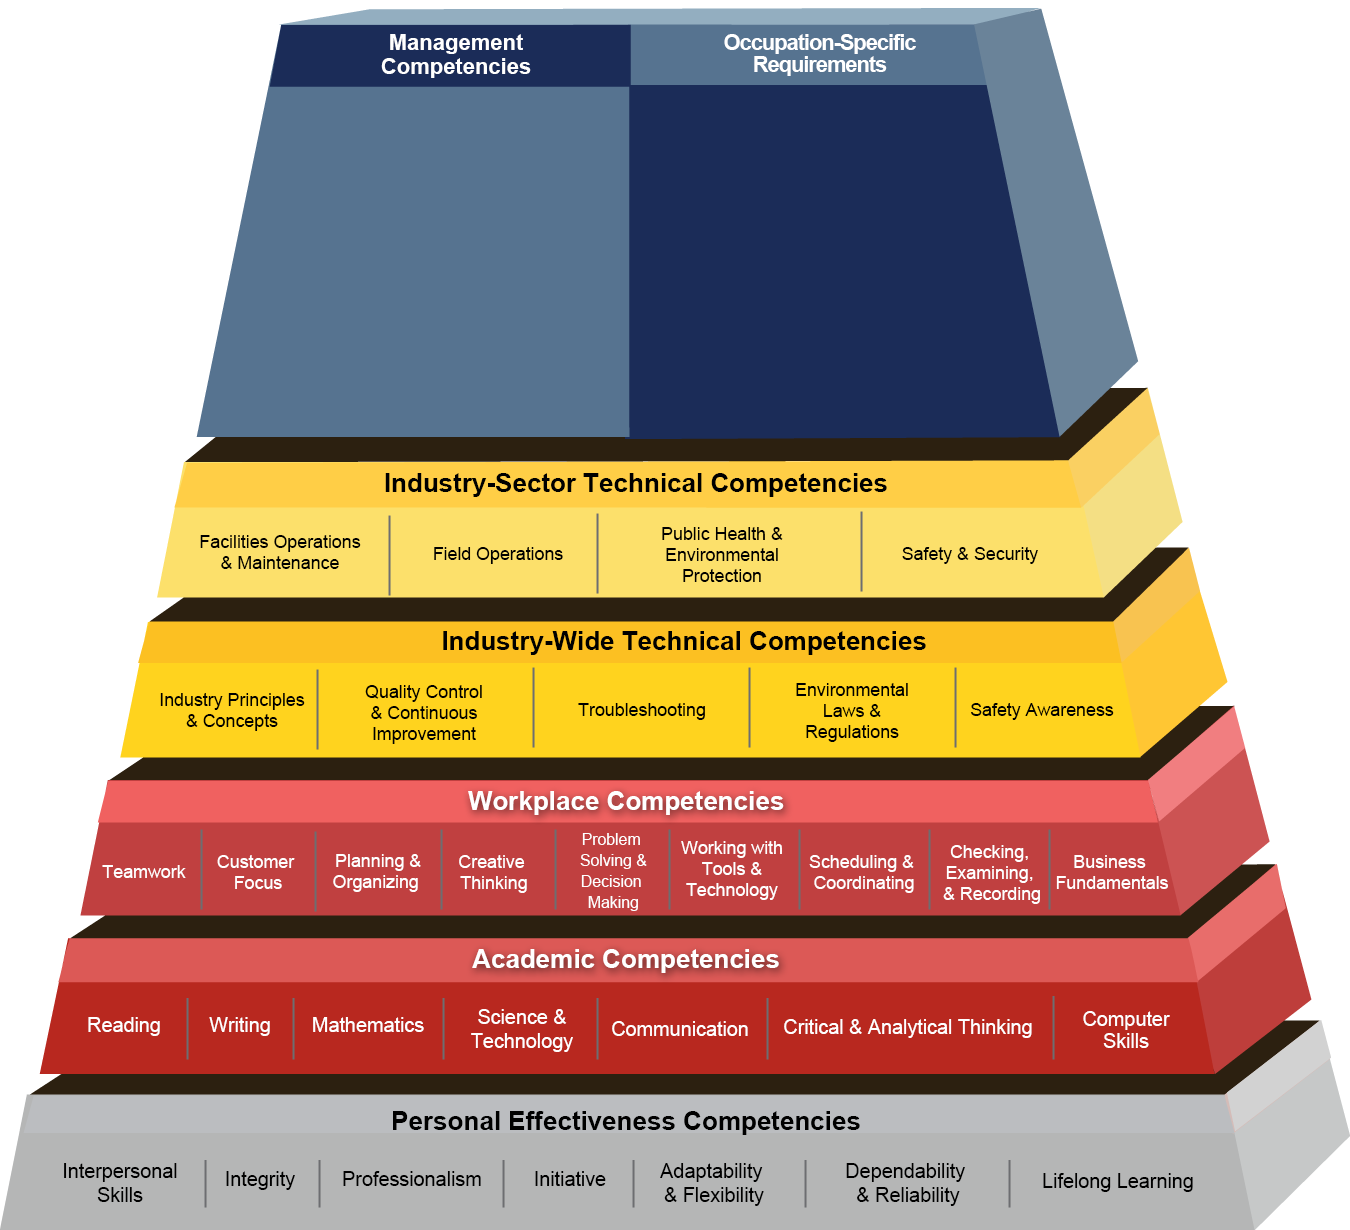 Management
Competencies
Occupation-Specific
Requirements
Industry-Sector Technical Competencies
Facilities Operations
& Maintenance
Field Operations
Public Health &
Environmental
Protection
Safety & Security
Industry-Wide Technical Competencies
Industry Principles
& Concepts
Quality Control
& Continuous
Improvement
Troubleshooting
Environmental
Laws &
Regulations
Safety Awareness
Workplace Competencies
Teamwork
Customer
Focus
Planning &
Organizing
Creative
Thinking
Problem
Solving &
Decision
Making
Working with
Tools &
Technology
Scheduling &
Coordinating
Checking,
Examining,
& Recording
Business
Fundamentals
Academic Competencies
Reading
Writing
Mathematics
Science &
Technology
Communication
Critical & Analytical Thinking
Computer
Skills
Personal Effectiveness Competencies
Interpersonal
Skills
Integrity
Professionalism
Initiative
Adaptability
& Flexibility
Dependability
& Reliability
Lifelong Learning